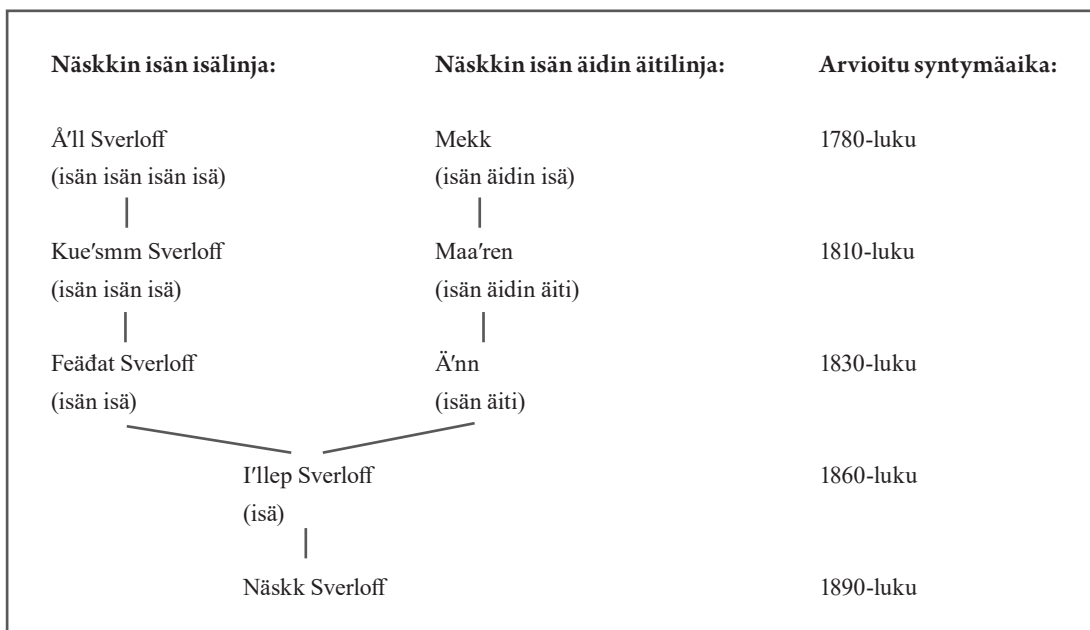 Näskkin isän isälinja: Näskkin isän äidin äitilinja: Arvioitu syntymäaika:
Å′ll Sverloff Mekk 1780-luku
(isän isän isän isä) (isän äidin isä)
Kue′smm Sverloff Maa′ren 1810-luku
(isän isän isä) (isän äidin äiti)
Feäđat Sverloff Ä′nn 1830-luku
(isän isä) (isän äiti)
I′llep Sverloff 1860-luku
(isä)
Näskk Sverloff 1890-luku